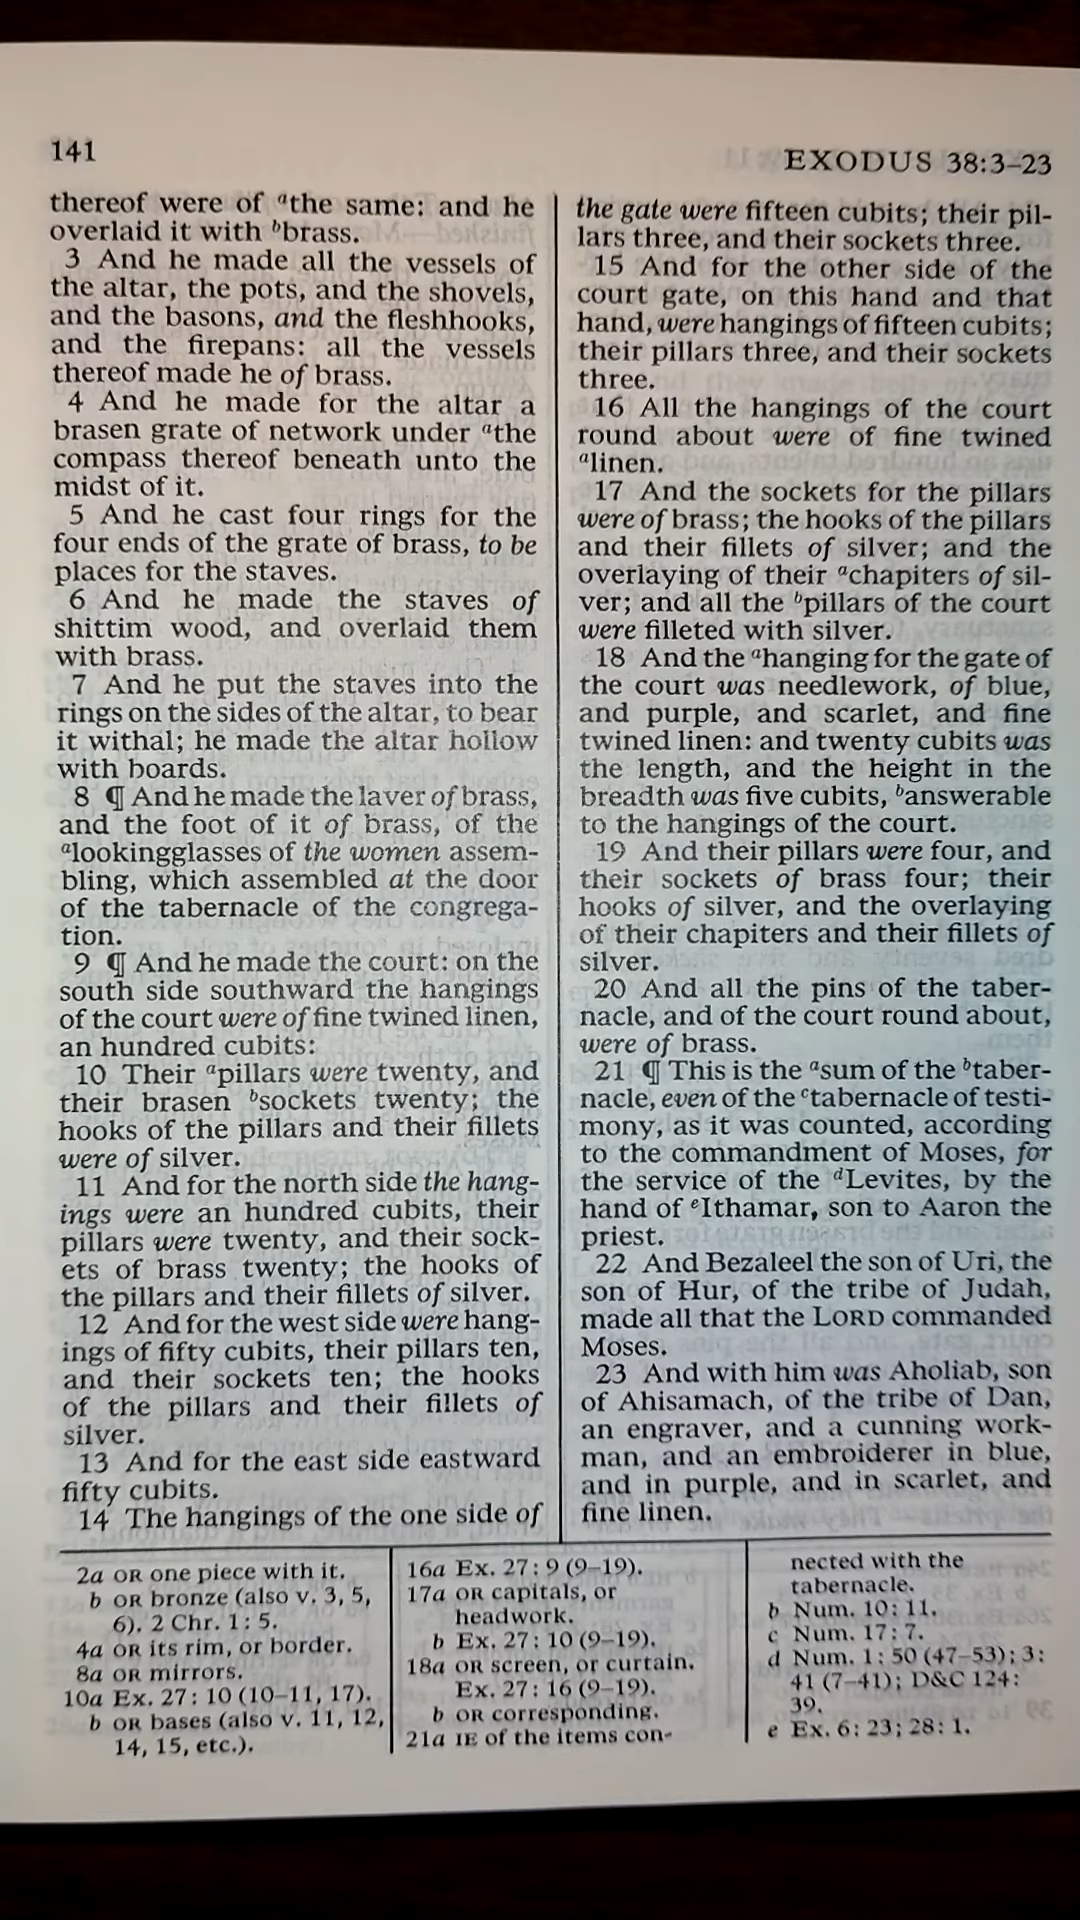 141
EXODUS 38:3–23
thereof were of ᵃthe same: and he
overlaid it with ᵇbrass.
3 And he made all the vessels of
the altar, the pots, and the shovels,
and the basons, and the fleshhooks,
and the firepans: all the vessels
thereof made he of brass.
4 And he made for the altar a
brasen grate of network under ᵃthe
compass thereof beneath unto the
midst of it.
5 And he cast four rings for the
four ends of the grate of brass, to be
places for the staves.
6 And he made the staves of
shittim wood, and overlaid them
with brass.
7 And he put the staves into the
rings on the sides of the altar, to bear
it withal; he made the altar hollow
with boards.
8 ¶ And he made the laver of brass,
and the foot of it of brass, of the
ᵃlookingglasses of the women assem-
bling, which assembled at the door
of the tabernacle of the congrega-
tion.
9 ¶ And he made the court: on the
south side southward the hangings
of the court were of fine twined linen,
an hundred cubits:
10 Their ᵃpillars were twenty, and
their brasen ᵇsockets twenty; the
hooks of the pillars and their fillets
were of silver.
11 And for the north side the hang-
ings were an hundred cubits, their
pillars were twenty, and their sock-
ets of brass twenty; the hooks of
the pillars and their fillets of silver.
12 And for the west side were hang-
ings of fifty cubits, their pillars ten,
and their sockets ten; the hooks
of the pillars and their fillets of
silver.
13 And for the east side eastward
fifty cubits.
14 The hangings of the one side of
the gate were fifteen cubits; their pil-
lars three, and their sockets three.
15 And for the other side of the
court gate, on this hand and that
hand, were hangings of fifteen cubits;
their pillars three, and their sockets
three.
16 All the hangings of the court
round about were of fine twined
ᵃlinen.
17 And the sockets for the pillars
were of brass; the hooks of the pillars
and their fillets of silver; and the
overlaying of their ᵃchapiters of sil-
ver; and all the ᵇpillars of the court
were filleted with silver.
18 And the ᵃhanging for the gate of
the court was needlework, of blue,
and purple, and scarlet, and fine
twined linen: and twenty cubits was
the length, and the height in the
breadth was five cubits, ᵇanswerable
to the hangings of the court.
19 And their pillars were four, and
their sockets of brass four; their
hooks of silver, and the overlaying
of their chapiters and their fillets of
silver.
20 And all the pins of the taber-
nacle, and of the court round about,
were of brass.
21 ¶ This is the ᵃsum of the ᵇtaber-
nacle, even of the ᶜtabernacle of testi-
mony, as it was counted, according
to the commandment of Moses, for
the service of the ᵈLevites, by the
hand of ᵉIthamar, son to Aaron the
priest.
22 And Bezaleel the son of Uri, the
son of Hur, of the tribe of Judah,
made all that the LORD commanded
Moses.
23 And with him was Aholiab, son
of Ahisamach, of the tribe of Dan,
an engraver, and a cunning work-
man, and an embroiderer in blue,
and in purple, and in scarlet, and
fine linen.
2a OR one piece with it.
b OR bronze (also v. 3, 5,
6). 2 Chr. 1: 5.
4a OR its rim, or border.
8a OR mirrors.
10a Ex. 27: 10 (10–11, 17).
b OR bases (also v. 11, 12,
14, 15, etc.).
16a Ex. 27: 9 (9–19).
17a OR capitals, or
headwork.
b Ex. 27: 10 (9–19).
18a OR screen, or curtain.
Ex. 27: 16 (9–19).
b OR corresponding.
21a IE of the items con-
nected with the
tabernacle.
b Num. 10: 11.
c Num. 17: 7.
d Num. 1: 50 (47–53); 3:
41 (7–41); D&C 124:
39.
e Ex. 6: 23; 28: 1.